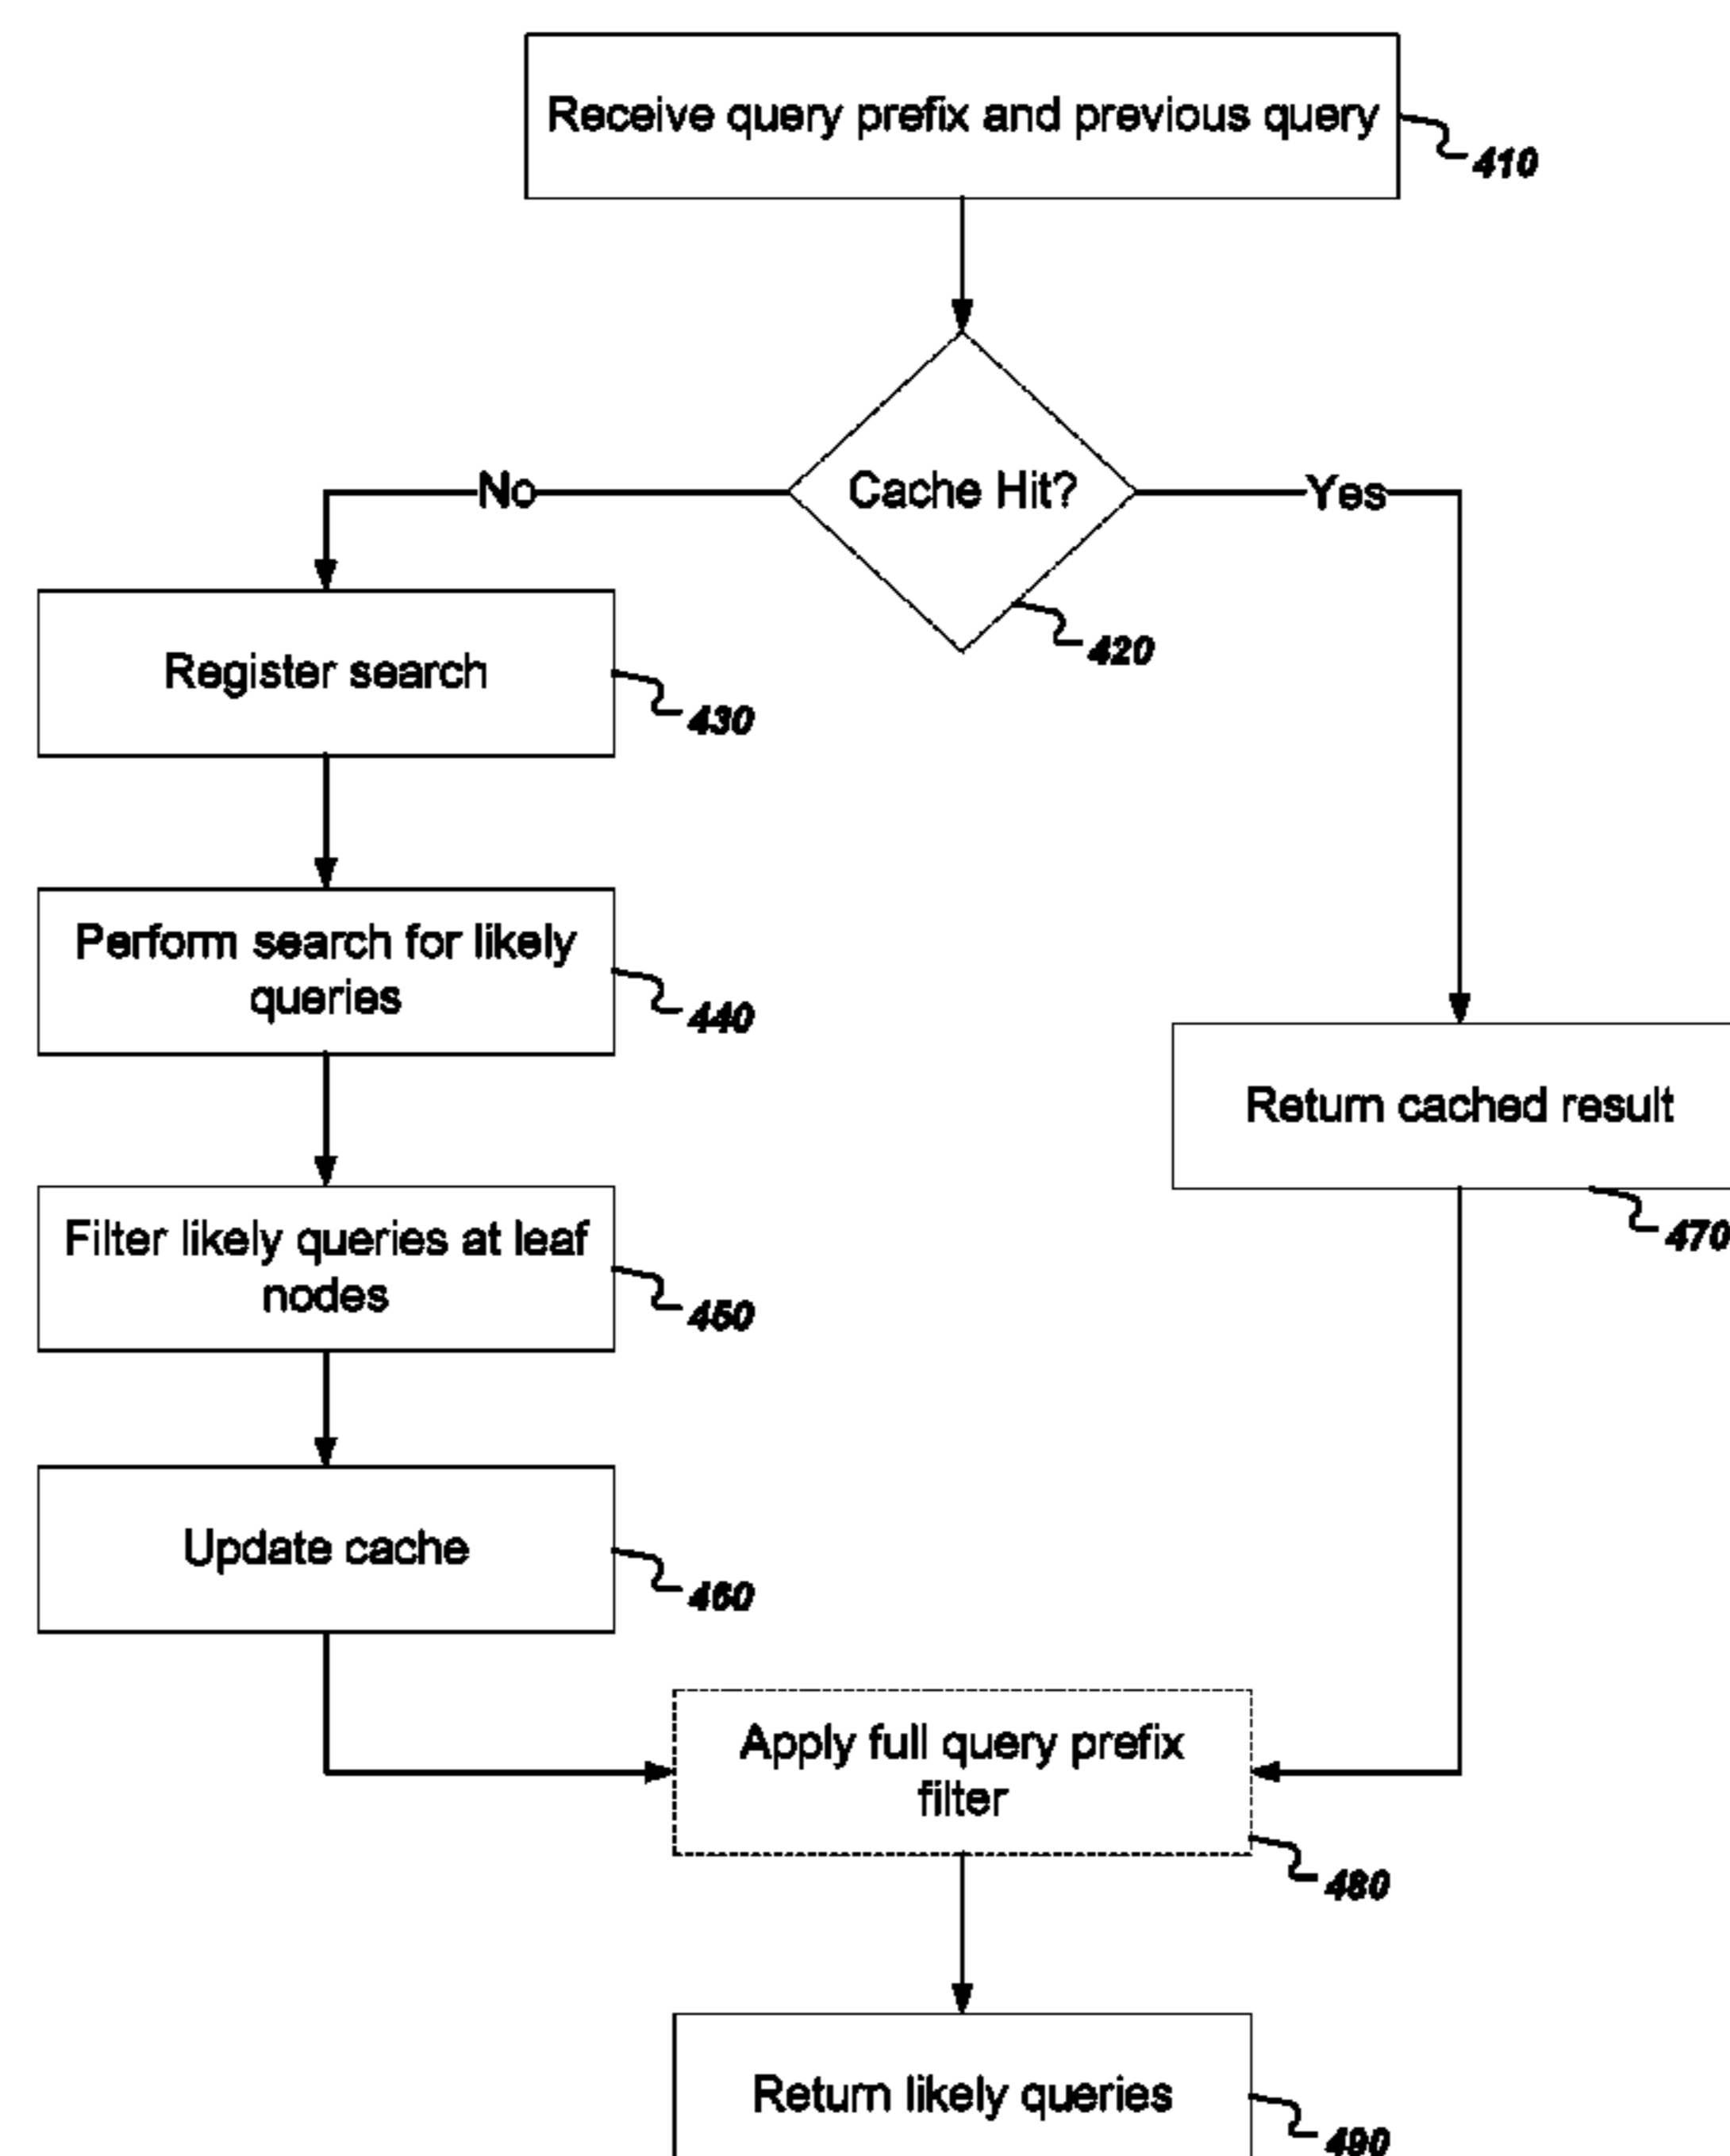 Receive query prefix and previous query
410
Cache Hit?
No
Yes
420
Register search
430
Perform search for likely
queries
440
Return cached result
470
Filter likely queries at leaf
nodes
450
Update cache
460
Apply full query prefix
filter
480
Return likely queries
490